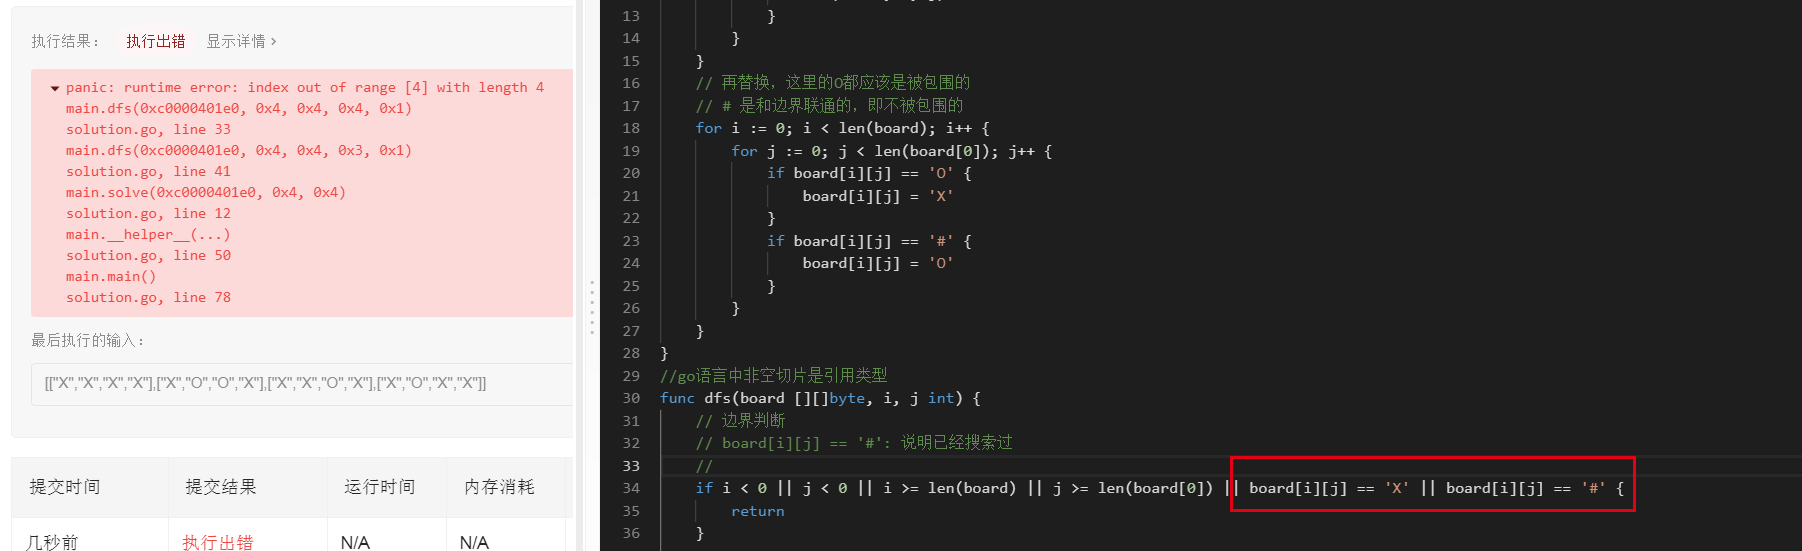 执行结果： 执行出错 显示详情 >
panic: runtime error: index out of range [4] with length 4
main.dfs(0xc0000401e0, 0x4, 0x4, 0x4, 0x1)
solution.go, line 33
main.dfs(0xc0000401e0, 0x4, 0x4, 0x3, 0x1)
solution.go, line 41
main.solve(0xc0000401e0, 0x4, 0x4)
solution.go, line 12
main.__helper__(...)
solution.go, line 50
main.main()
solution.go, line 78
最后执行的输入：
[["X","X","X","X"],["X","O","O","X"],["X","X","O","X"],["X","O","X","X"]]
提交时间 提交结果 运行时间 内存消耗
几秒前 执行出错 N/A N/A
13 }
14 }
15 }
16 // 再替换，这里的O都应该是被包围的
17 // # 是和边界联通的，即不被包围的
18 for i := 0; i < len(board); i++ {
19 for j := 0; j < len(board[0]); j++ {
20 if board[i][j] == 'O' {
21 board[i][j] = 'X'
22 }
23 if board[i][j] == '#' {
24 board[i][j] = 'O'
25 }
26 }
27 }
28 }
29 //go语言中非空切片是引用类型
30 func dfs(board [][]byte, i, j int) {
31 // 边界判断
32 // board[i][j] == '#': 说明已经搜索过
33 //
34 if i < 0 || j < 0 || i >= len(board) || j >= len(board[0]) || board[i][j] == 'X' || board[i][j] == '#' {
35 return
36 }